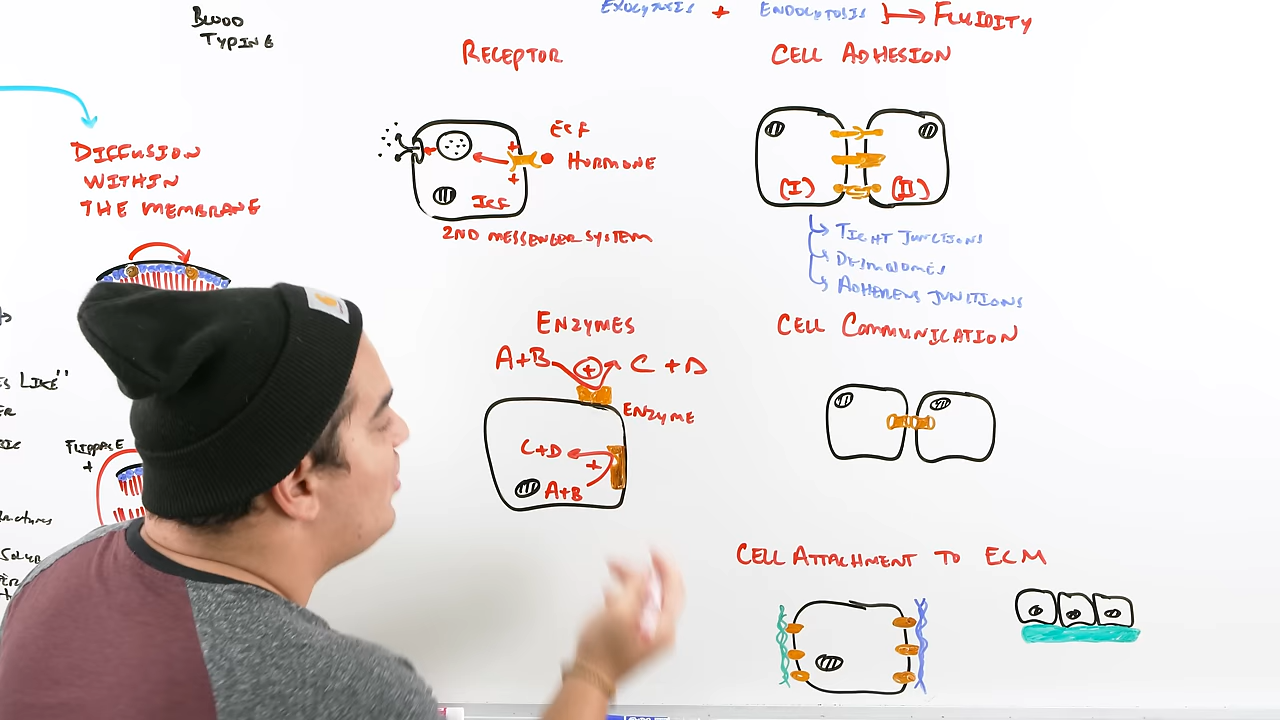 BLOOD
TYPING
EXOCYTOSIS + ENDOCYTOSIS → FLUIDITY
RECEPTOR
CELL ADHESION
DIFFUSION
WITHIN
THE MEMBRANE
ECF
HORMONE
+
+
ICF
2ND MESSENGER SYSTEM
(I)
(II)
TIGHT JUNCTIONS
DESMOSOMES
ADHERENS JUNCTIONS
ENZYMES
A+B + C + D
ENZYME
C+D
+
A+B
CELL COMMUNICATION
LIKE"
FLIPPASE
+
CELL ATTACHMENT TO ECM